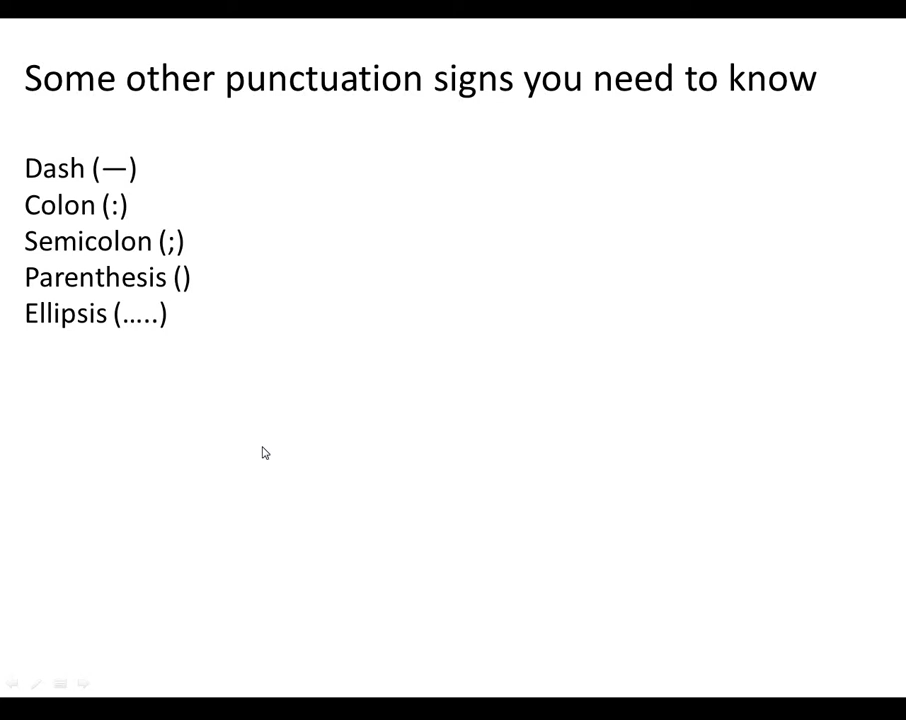 Some other punctuation signs you need to know
Dash (—)
Colon (:)
Semicolon (;)
Parenthesis ()
Ellipsis (…..)